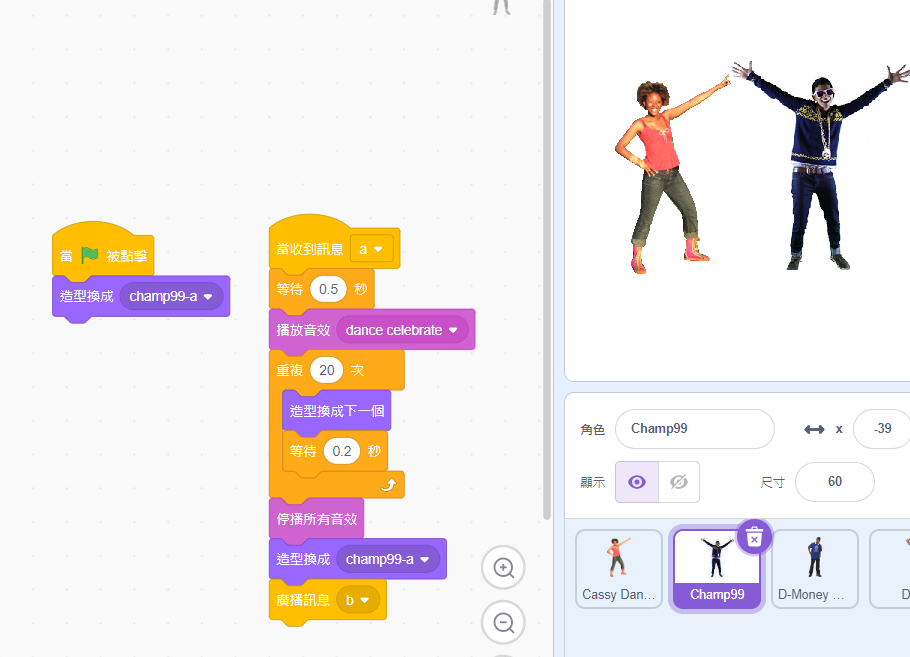 當 被點擊
造型換成 champ99-a
當收到訊息 a
等待 0.5 秒
播放音效 dance celebrate
重複 20 次
造型換成下一個
等待 0.2 秒
停播所有音效
造型換成 champ99-a
廣播訊息 b
角色 Champ99 x -39
顯示 尺寸 60
Cassy Dan... Champ99 D-Money ... D